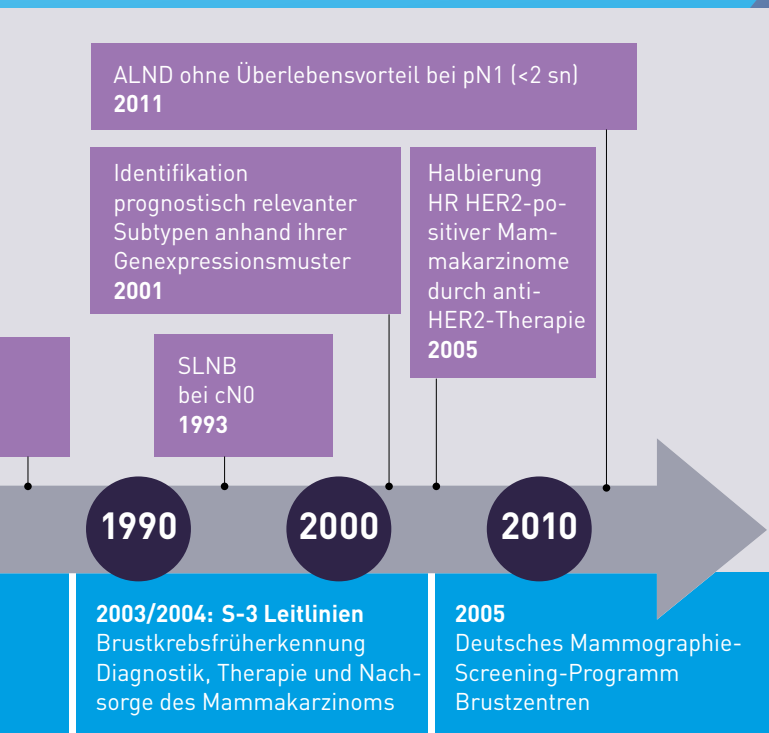 ALND ohne Überlebensvorteil bei pN1 (<2 sn)
2011
Identifikation
prognostisch relevanter
Subtypen anhand ihrer
Genexpressionsmuster
2001
Halbierung
HR HER2-po-
sitiver Mam-
makarzinome
durch anti-
HER2-Therapie
2005
SLNB
bei cN0
1993
1990
2000
2010
2003/2004: S-3 Leitlinien
Brustkrebsfrüherkennung
Diagnostik, Therapie und Nach-
sorge des Mammakarzinoms
2005
Deutsches Mammographie-
Screening-Programm
Brustzentren